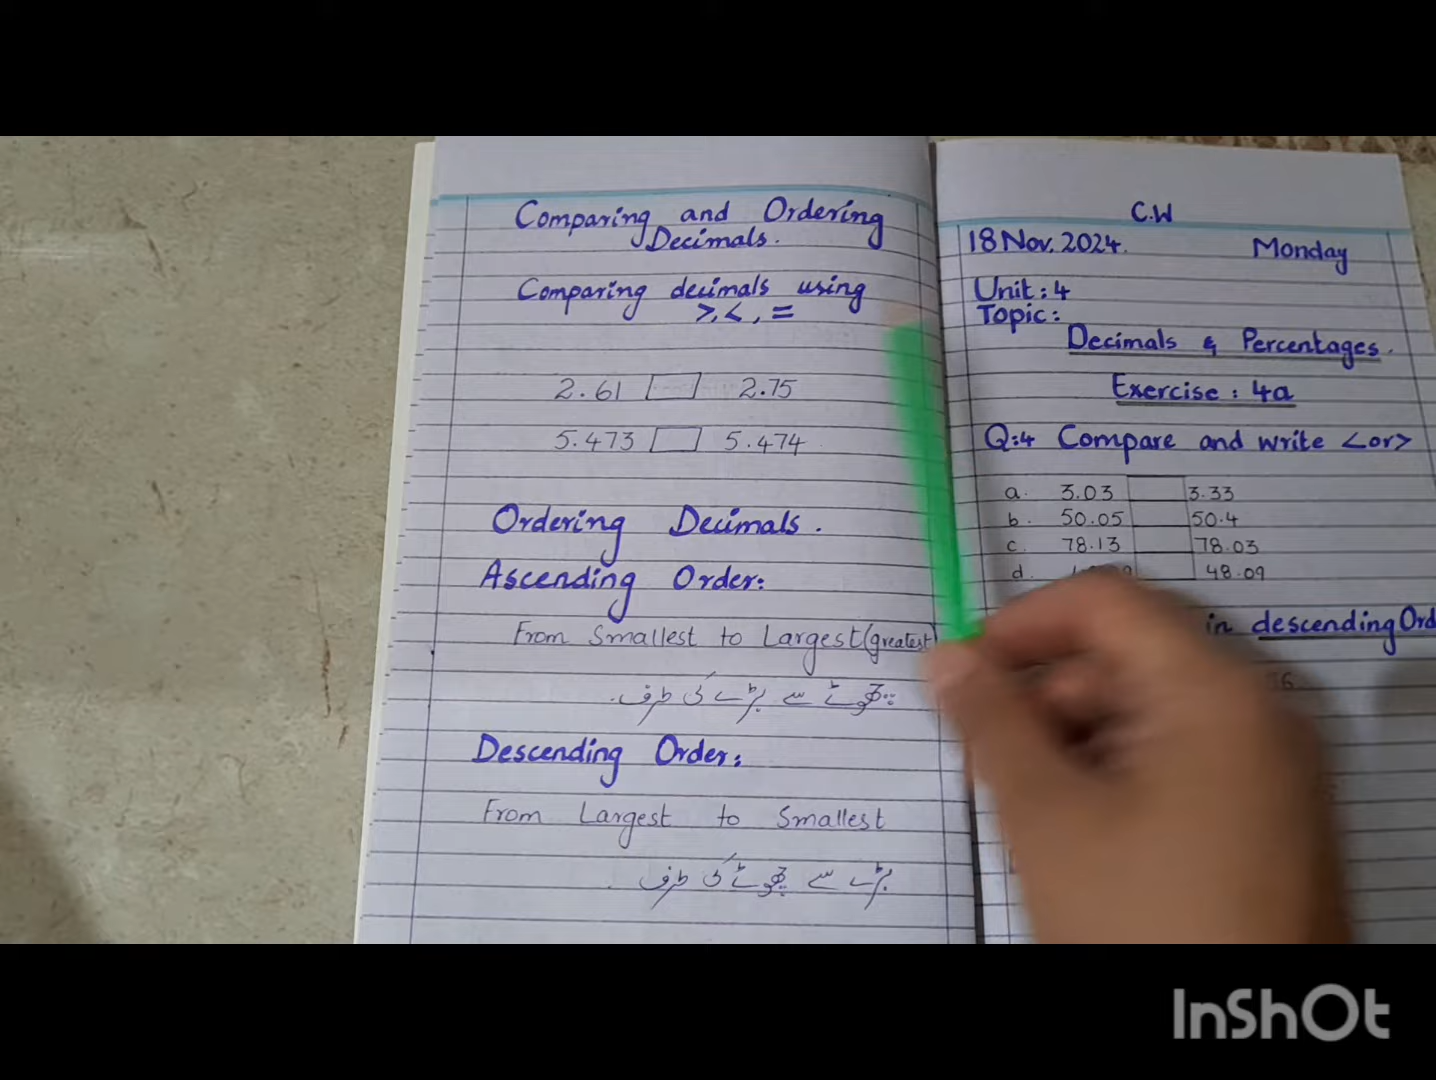 Comparing and Ordering
Decimals.
Comparing decimals using
>, <, =
2.61 2.75
5.473 5.474
Ordering Decimals.
Ascending Order:
From Smallest to Largest (greatest)
چھوٹے سے بڑے کی طرف.
Descending Order:
From Largest to Smallest
بڑے سے چھوٹے کی طرف.
C.W
18 Nov. 2024. Monday
Unit: 4
Topic:
Decimals & Percentages.
Exercise: 4a
Q:4 Compare and write <or>
a. 3.03 3.33
b. 50.05 50.4
c. 78.13 78.03
d. 48.09
in descending Ord
InShOt